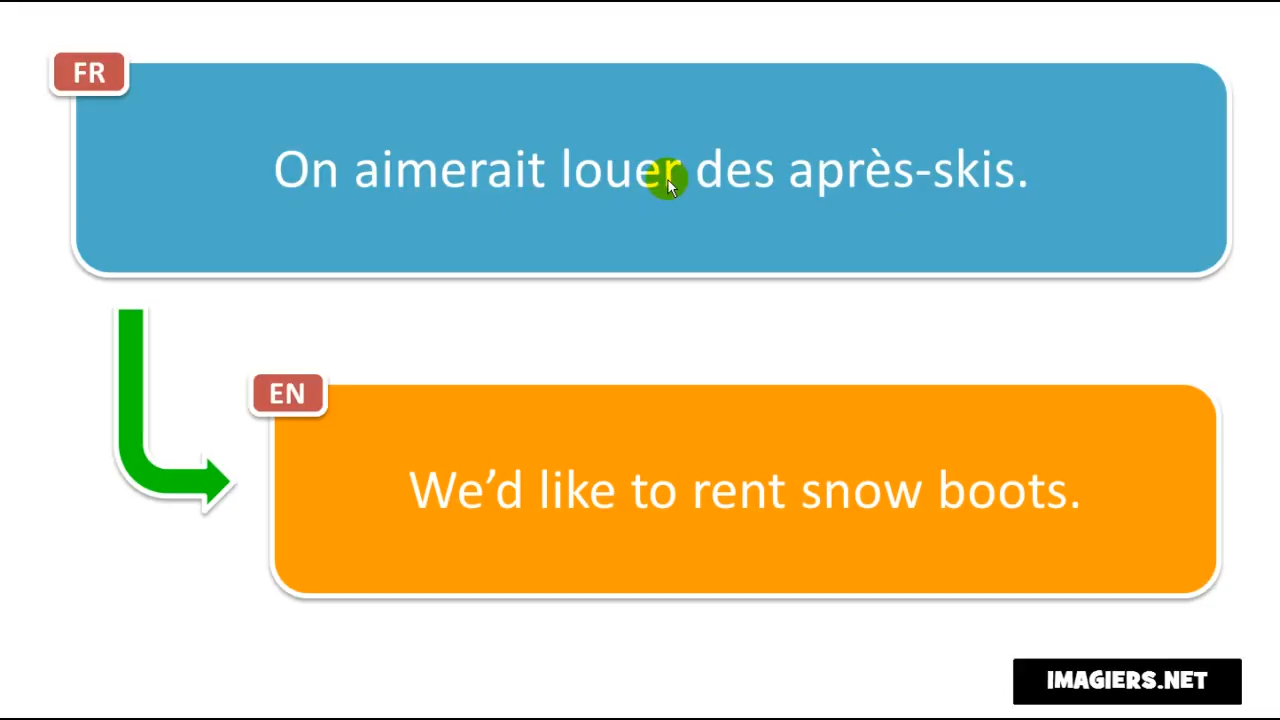 FR
On aimerait louer des après-skis.
EN
We’d like to rent snow boots.
IMAGIERS.NET